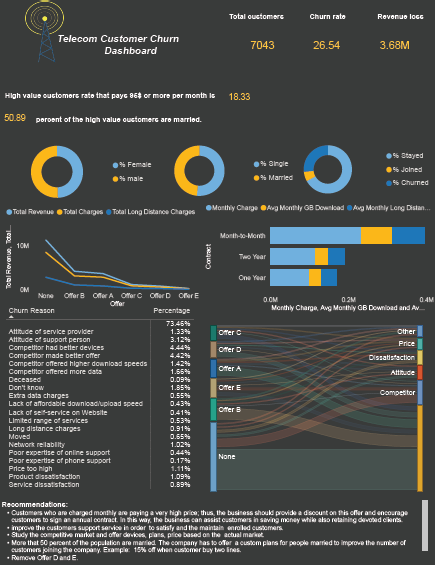 Telecom Customer Churn
Dashboard
Total customers
Churn rate
Revenue loss
7043
26.54
3.68M
High value customers rate that pays 96$ or more per month is
18.33
50.89
percent of the high value customers are married.
% Female
% male
% Single
% Married
% Stayed
% Joined
% Churned
Total Revenue
Total Charges
Total Long Distance Charges
Monthly Charge
Avg Monthly GB Download
Avg Monthly Long Distan...
Total Revenue, Total...
10M
0M
None
Offer B
Offer A
Offer C
Offer D
Offer E
Offer
Contract
Month-to-Month
Two Year
One Year
0.0M
0.2M
0.4M
Monthly Charge, Avg Monthly GB Download and Av...
Churn Reason
Percentage
73.46%
Attitude of service provider 1.33%
Attitude of support person 3.12%
Competitor had better devices 4.44%
Competitor made better offer 4.42%
Competitor offered higher download speeds 1.42%
Competitor offered more data 1.66%
Deceased 0.09%
Don't know 1.85%
Extra data charges 0.55%
Lack of affordable download/upload speed 0.43%
Lack of self-service on Website 0.41%
Limited range of services 0.53%
Long distance charges 0.91%
Moved 0.65%
Network reliability 1.02%
Poor expertise of online support 0.44%
Poor expertise of phone support 0.17%
Price too high 1.11%
Product dissatisfaction 1.09%
Service dissatisfaction 0.89%
Offer C
Offer D
Offer A
Offer E
Offer B
None
Other
Price
Dissatisfaction
Attitude
Competitor
Recommendations:
• Customers who are charged monthly are paying a very high price; thus, the business should provide a discount on this offer and encourage
customers to sign an annual contract. In this way, the business can assist customers in saving money while also retaining devoted clients.
• improve the customers support service in order to satisfy and the maintain enrolled customers.
• Study the competitive market and offer devices, plans, price based on the actual market.
• More that 50 percent of the population are married. The company has to offer a custom plans for people married to improve the number of
customers joining the company. Example: 15% off when customer buy two lines.
• Remove Offer D and E.